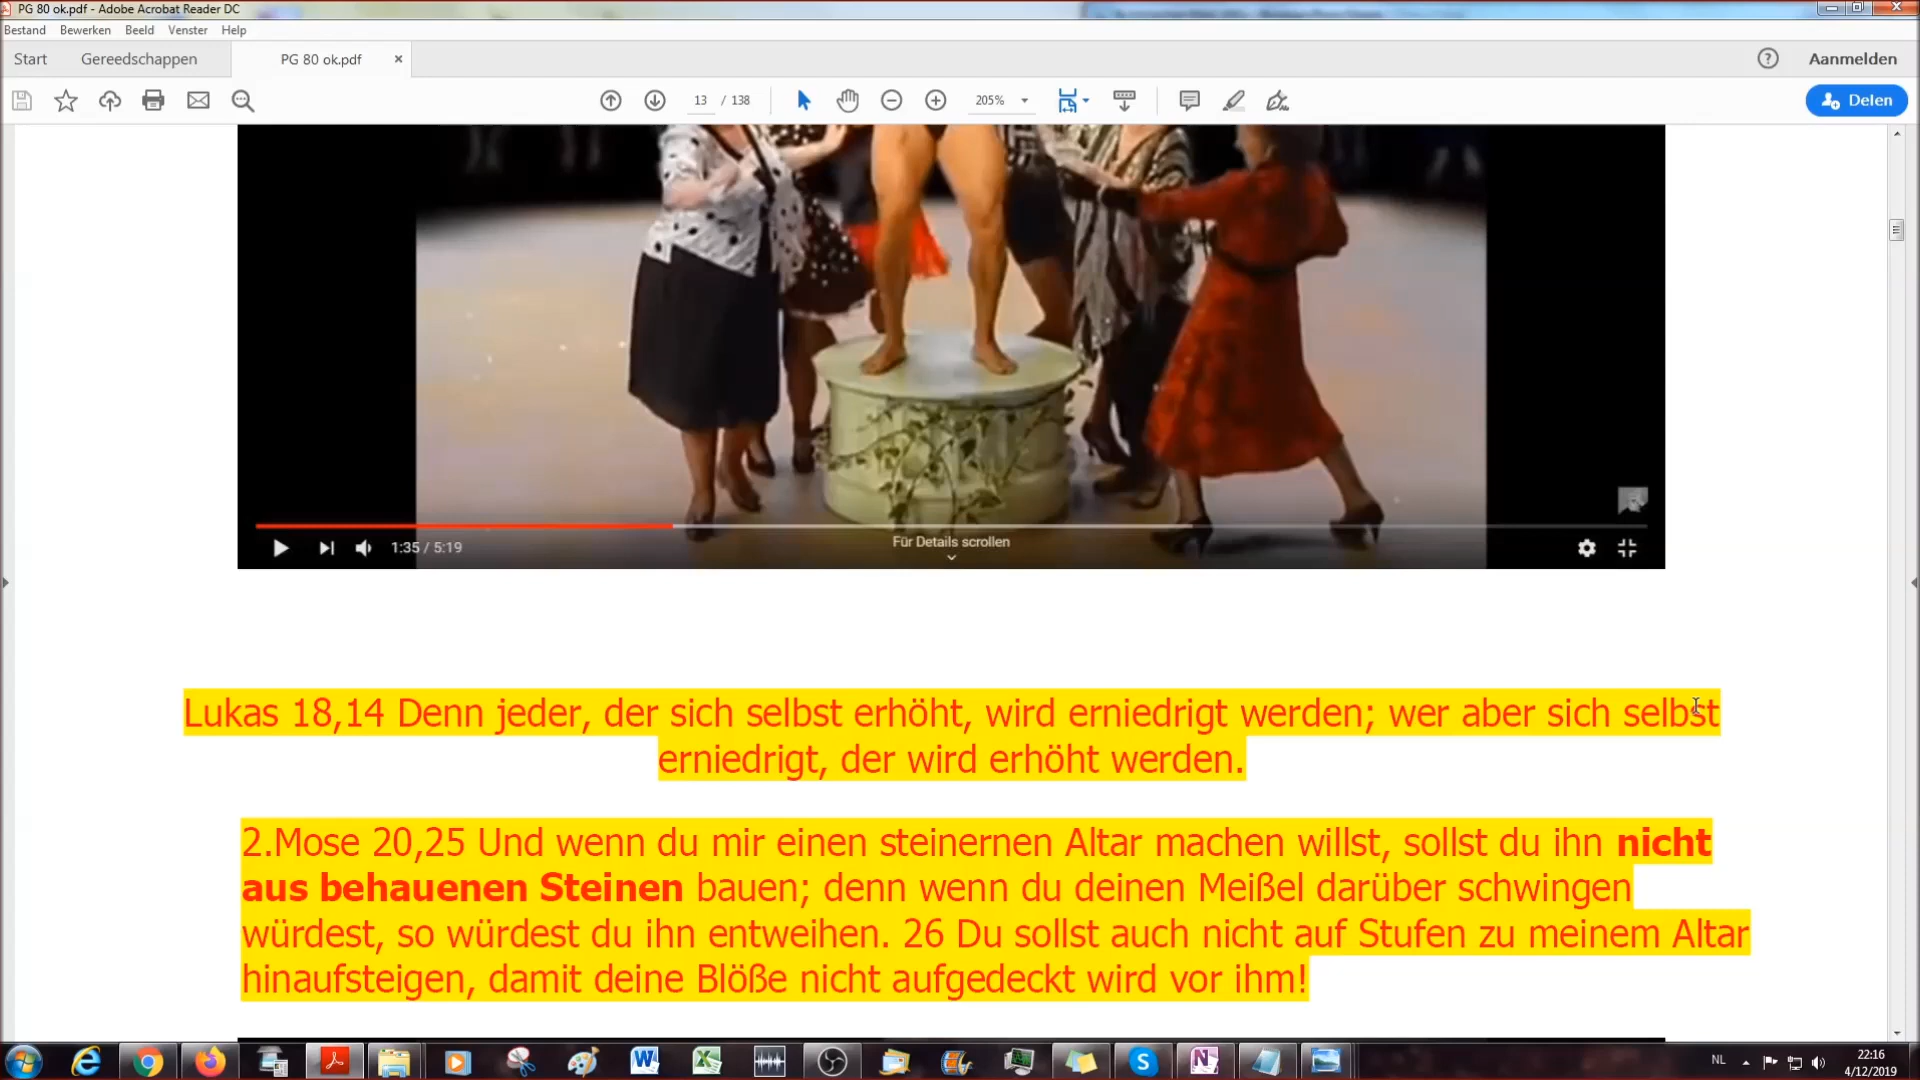 PG 80 ok.pdf - Adobe Acrobat Reader DC
Bestand Bewerken Beeld Venster Help
Start Gereedschappen PG 80 ok.pdf × ? Aanmelden
13 / 138 205% Delen
Für Details scrollen
1:35 / 5:19
Lukas 18,14 Denn jeder, der sich selbst erhöht, wird erniedrigt werden; wer aber sich selbst
erniedrigt, der wird erhöht werden.
2.Mose 20,25 Und wenn du mir einen steinernen Altar machen willst, sollst du ihn nicht
aus behauenen Steinen bauen; denn wenn du deinen Meißel darüber schwingen
würdest, so würdest du ihn entweihen. 26 Du sollst auch nicht auf Stufen zu meinem Altar
hinaufsteigen, damit deine Blöße nicht aufgedeckt wird vor ihm!
NL 22:16
4/12/2019